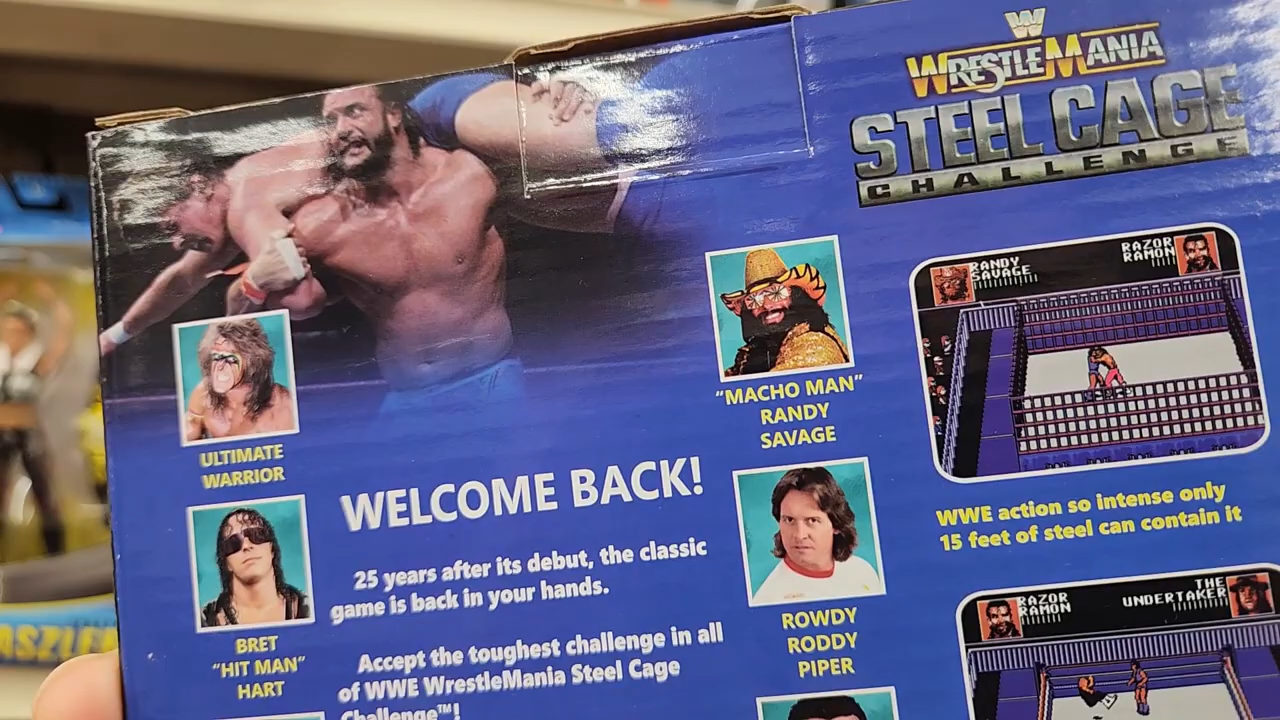 W
WRESTLEMANIA
STEEL CAGE
CHALLENGE
ULTIMATE
WARRIOR
BRET
"HIT MAN"
HART
WELCOME BACK!
25 years after its debut, the classic
game is back in your hands.
Accept the toughest challenge in all
of WWE WrestleMania Steel Cage
Challenge™!
"MACHO MAN"
RANDY
SAVAGE
ROWDY
RODDY
PIPER
RANDY
SAVAGE
RAZOR
RAMON
WWE action so intense only
15 feet of steel can contain it
RAZOR
RAMON
THE
UNDERTAKER